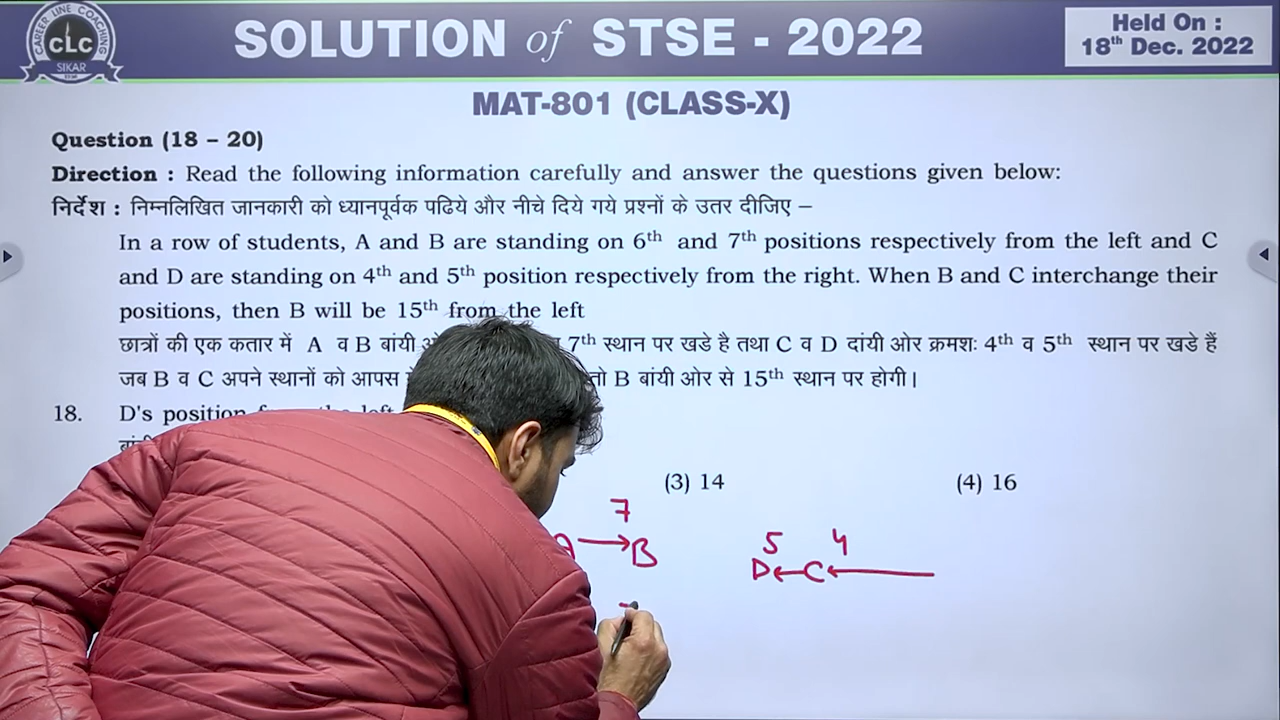 CAREER LINE COACHING
CLC
SIKAR
SOLUTION of STSE - 2022
Held On :
18th Dec. 2022
MAT-801 (CLASS-X)
Question (18 – 20)
Direction : Read the following information carefully and answer the questions given below:
निर्देश : निम्नलिखित जानकारी को ध्यानपूर्वक पढिये और नीचे दिये गये प्रश्नों के उतर दीजिए –
In a row of students, A and B are standing on 6th and 7th positions respectively from the left and C
and D are standing on 4th and 5th position respectively from the right. When B and C interchange their
positions, then B will be 15th from the left
छात्रों की एक कतार में A व B बांयी 7th स्थान पर खडे है तथा C व D दांयी ओर क्रमशः 4th व 5th स्थान पर खडे हैं
जब B व C अपने स्थानों को आपस तो B बांयी ओर से 15th स्थान पर होगी।
18. D's position
(3) 14 (4) 16
7
A B
5 4
D C